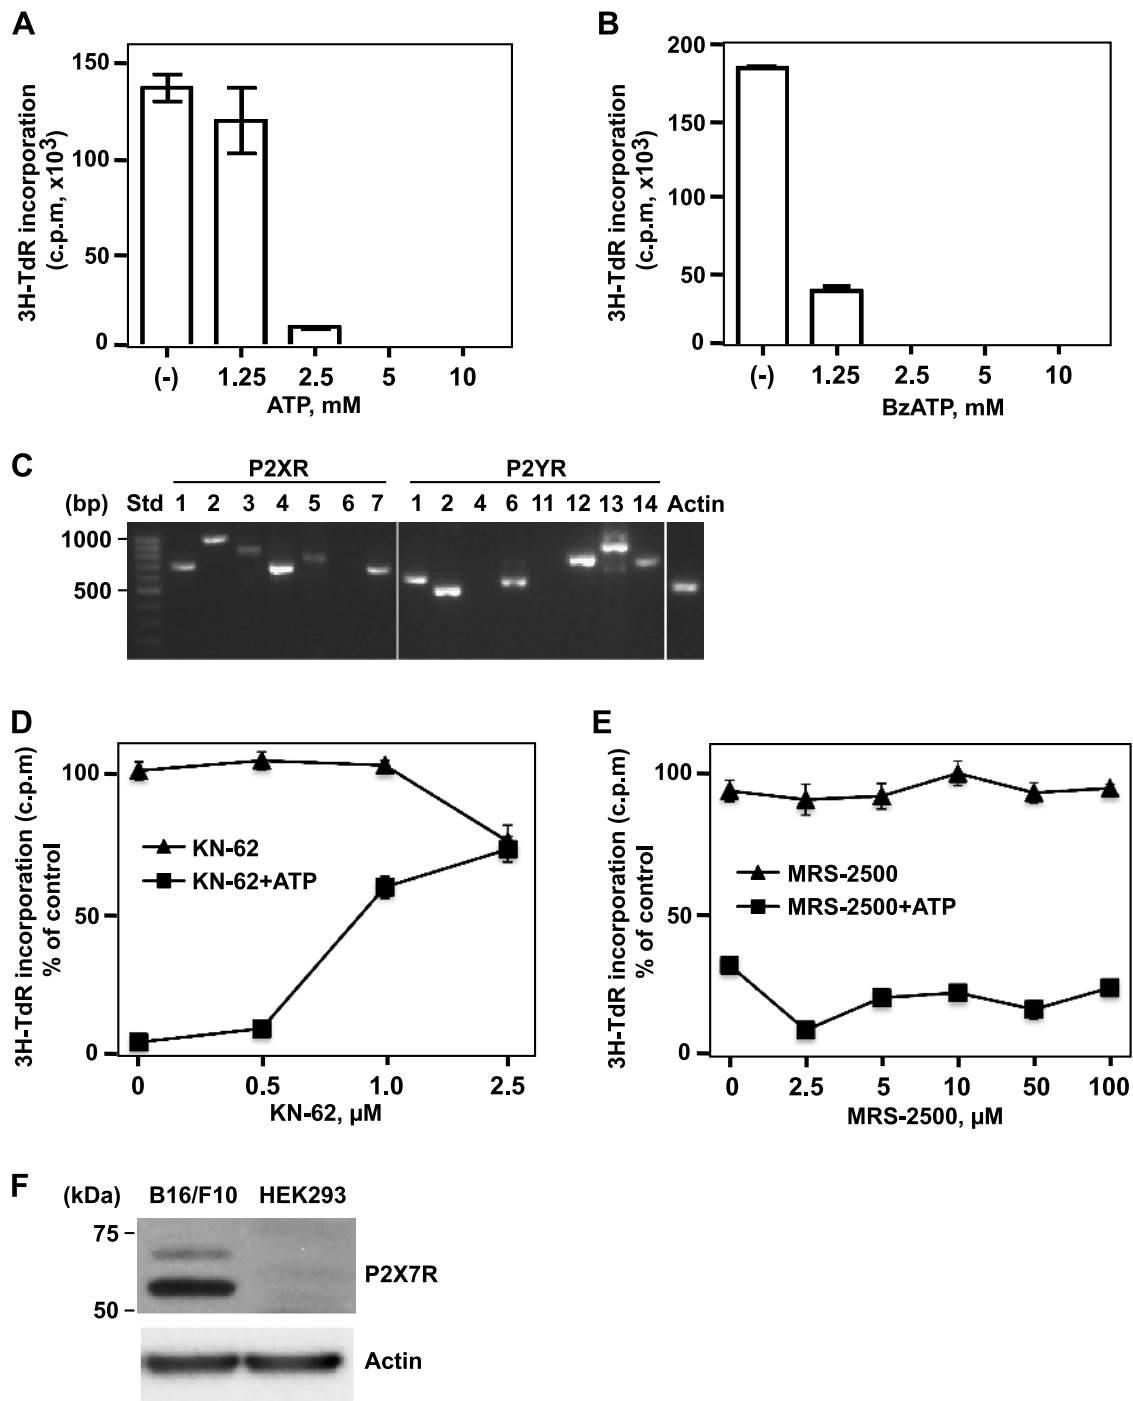 A
3H-TdR incorporation
(c.p.m, x10³)
150
100
50
0
(-) 1.25 2.5 5 10
ATP, mM
B
3H-TdR incorporation
(c.p.m, x10³)
200
150
100
50
0
(-) 1.25 2.5 5 10
BzATP, mM
C
P2XR P2YR
(bp) Std 1 2 3 4 5 6 7 1 2 4 6 11 12 13 14 Actin
1000
500
D
3H-TdR incorporation (c.p.m)
% of control
100
50
0
KN-62
KN-62+ATP
0 0.5 1.0 2.5
KN-62, µM
E
3H-TdR incorporation (c.p.m)
% of control
100
50
0
MRS-2500
MRS-2500+ATP
0 2.5 5 10 50 100
MRS-2500, µM
F
(kDa) B16/F10 HEK293
75
P2X7R
50
Actin